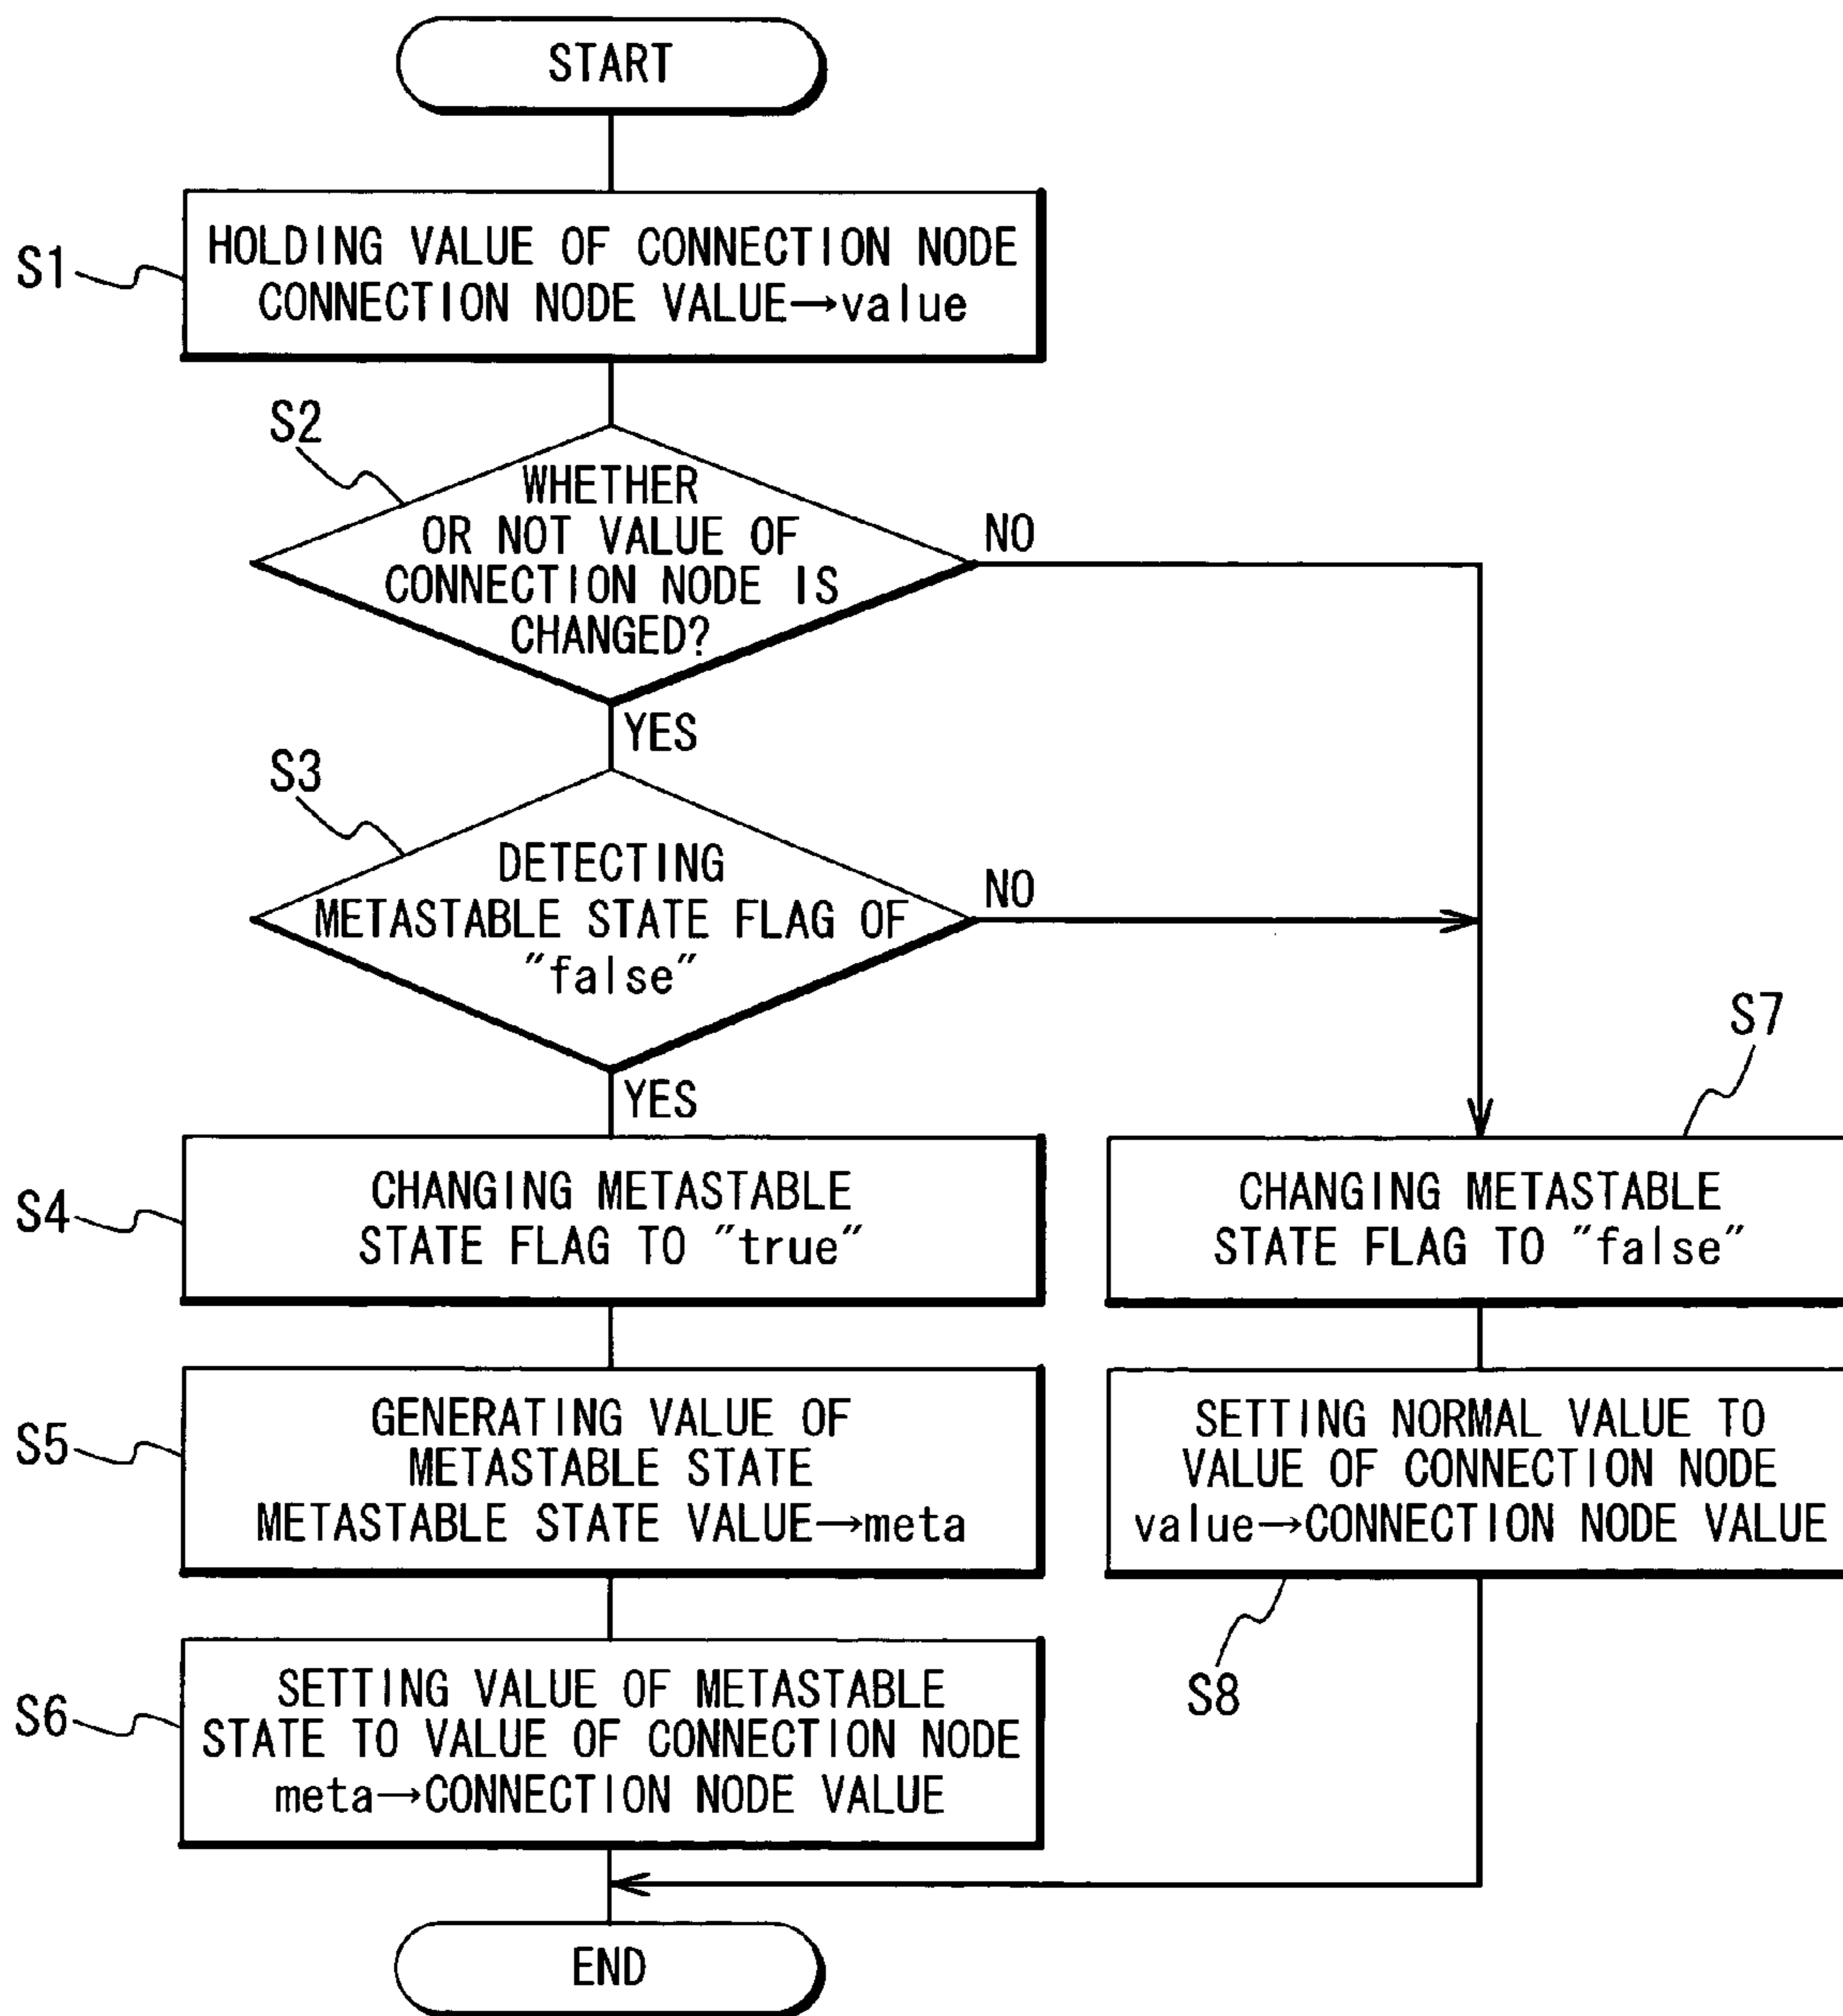 START
S1
HOLDING VALUE OF CONNECTION NODE
CONNECTION NODE VALUE→value
S2
WHETHER
OR NOT VALUE OF
CONNECTION NODE IS
CHANGED?
NO
YES
S3
DETECTING
METASTABLE STATE FLAG OF
"false"
NO
YES
S4
CHANGING METASTABLE
STATE FLAG TO "true"
S7
CHANGING METASTABLE
STATE FLAG TO "false"
S5
GENERATING VALUE OF
METASTABLE STATE
METASTABLE STATE VALUE→meta
SETTING NORMAL VALUE TO
VALUE OF CONNECTION NODE
value→CONNECTION NODE VALUE
S8
S6
SETTING VALUE OF METASTABLE
STATE TO VALUE OF CONNECTION NODE
meta→CONNECTION NODE VALUE
END